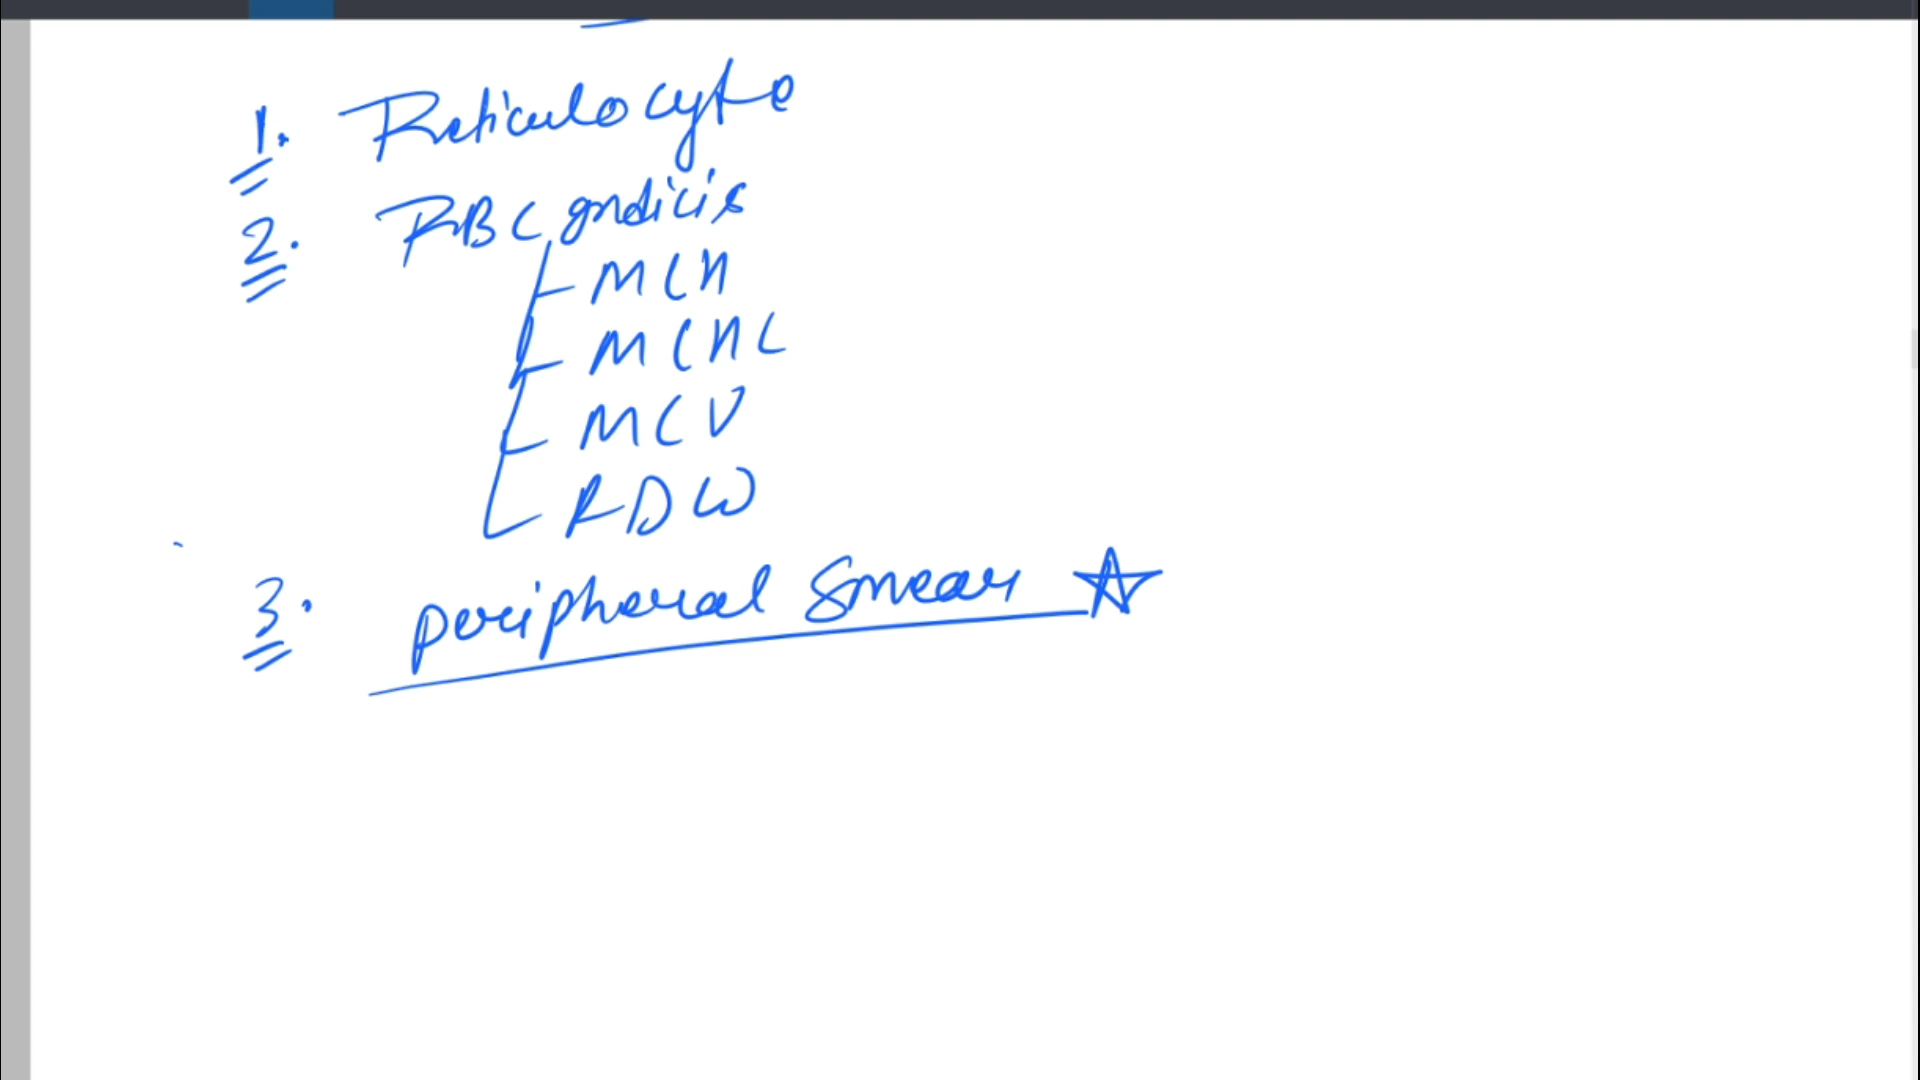 1. Reticulocyte
2. RBC Indicis
MCH
MCHC
MCV
RDW
3. peripheral Smear ☆